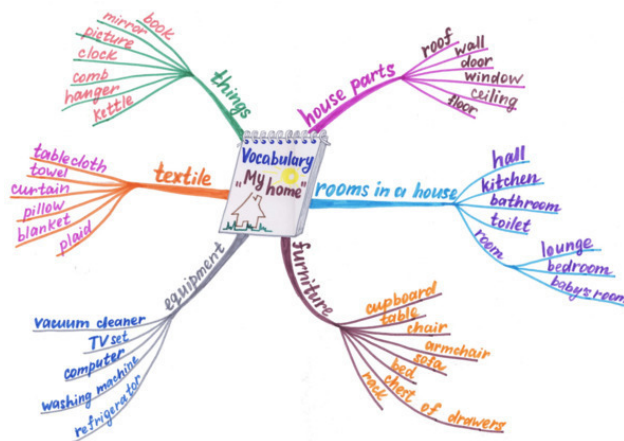 Vocabulary
"My home"
things
book
mirror
picture
clock
comb
hanger
kettle
house parts
roof
wall
door
window
ceiling
floor
textile
tablecloth
towel
curtain
pillow
blanket
plaid
rooms in a house
hall
kitchen
bathroom
toilet
room
lounge
bedroom
baby's room
equipment
vacuum cleaner
TV set
computer
washing machine
refrigerator
furniture
cupboard
table
chair
armchair
sofa
bed
chest of drawers
rack